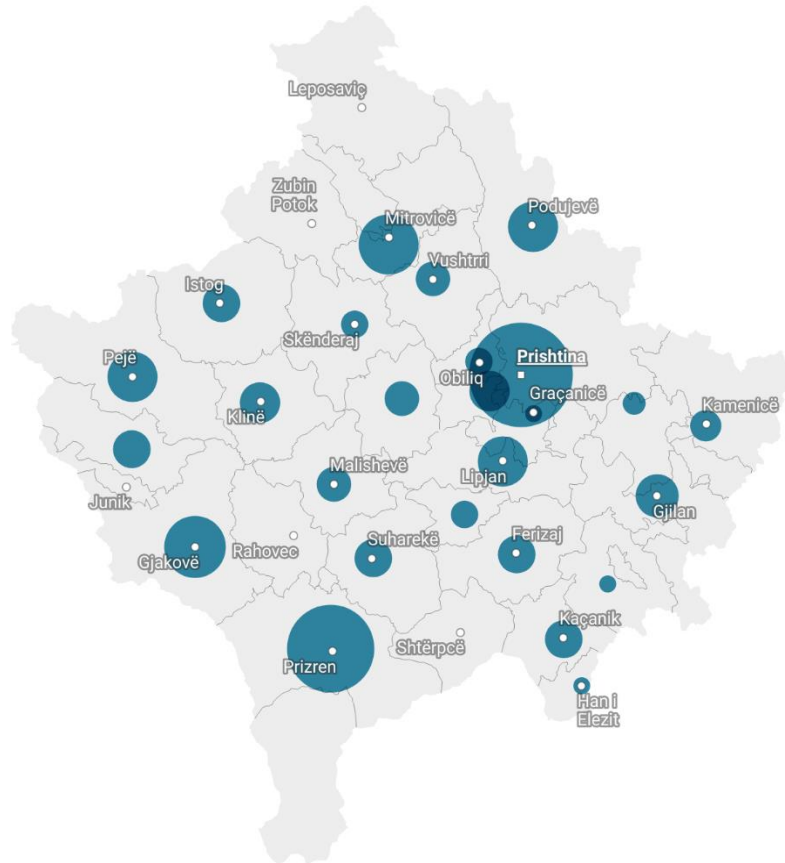 Leposaviç
Zubin
Potok
Mitrovicë
Podujevë
Vushtrri
Istog
Skënderaj
Pejë
Prishtina
Obiliq
Klinë
Graçanicë
Kamenicë
Malishevë
Lipjan
Junik
Gjilan
Gjakovë
Rahovec
Suharekë
Ferizaj
Kaçanik
Shtërpcë
Prizren
Han i
Elezit